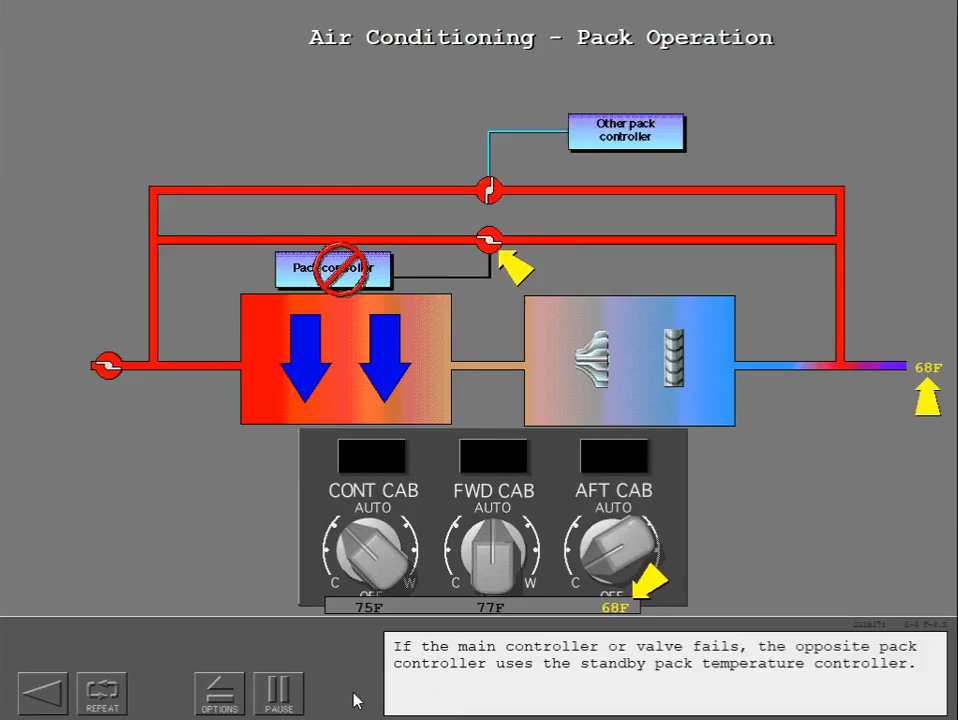 Air Conditioning - Pack Operation
Other pack
controller
Pack controller
68F
CONT CAB
FWD CAB
AFT CAB
AUTO
AUTO
AUTO
C
W
C
W
C
OFF
OFF
75F
77F
68F
If the main controller or valve fails, the opposite pack
controller uses the standby pack temperature controller.
REPEAT
OPTIONS
PAUSE